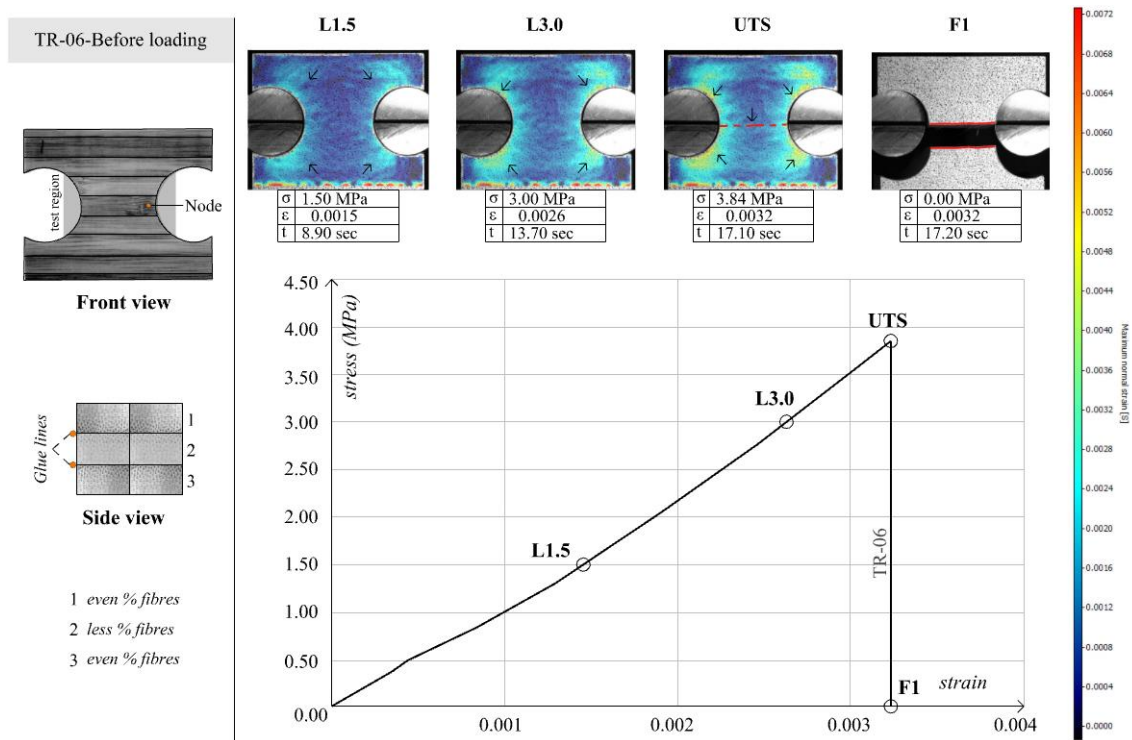 TR-06-Before loading
test region
Node
Front view
Glue lines
1
2
3
Side view
1 even % fibres
2 less % fibres
3 even % fibres
L1.5
σ 1.50 MPa
ε 0.0015
t 8.90 sec
L3.0
σ 3.00 MPa
ε 0.0026
t 13.70 sec
UTS
σ 3.84 MPa
ε 0.0032
t 17.10 sec
F1
σ 0.00 MPa
ε 0.0032
t 17.20 sec
4.50
4.00
3.50
3.00
2.50
2.00
1.50
1.00
0.50
0.00
stress (MPa)
UTS
L3.0
L1.5
TR-06
F1
strain
0.001
0.002
0.003
0.004
0.0072
0.0068
0.0064
0.0060
0.0056
0.0052
0.0048
0.0044
0.0040
0.0036
0.0032
0.0028
0.0024
0.0020
0.0016
0.0012
0.0008
0.0004
-0.0000
Maximum normal strain [S]